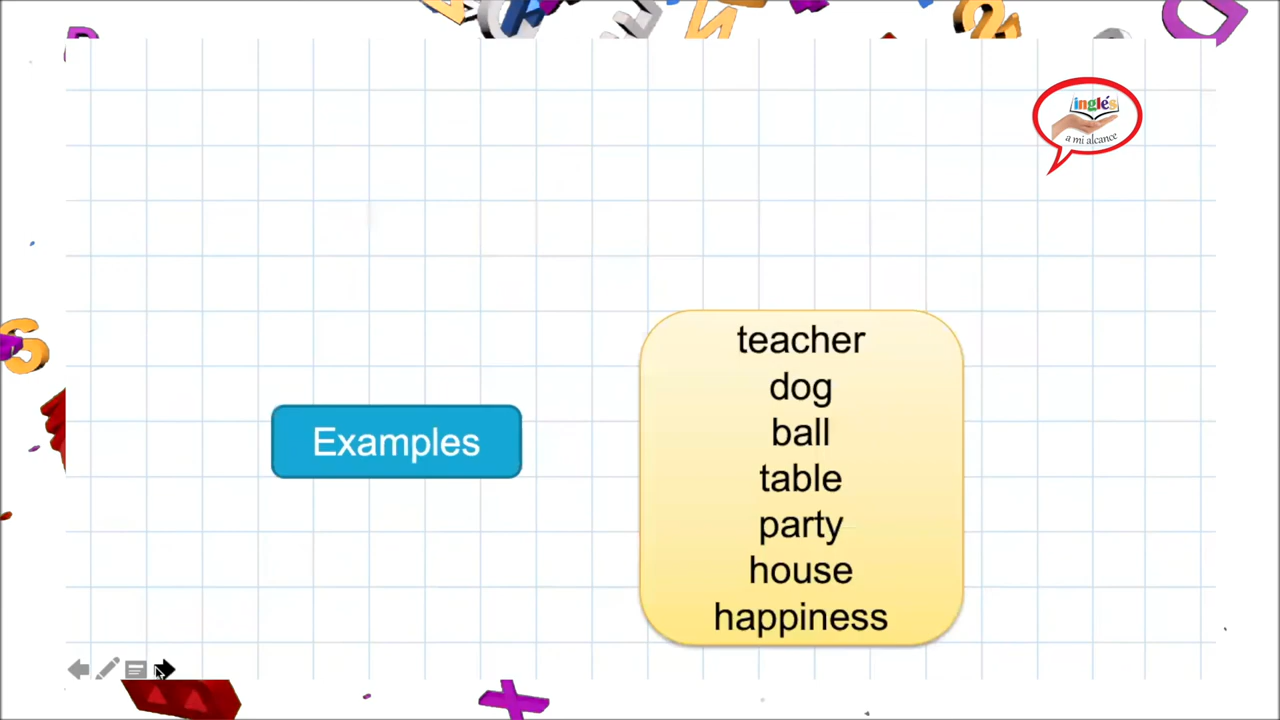 inglés
a mi alcance
Examples
teacher
dog
ball
table
party
house
happiness